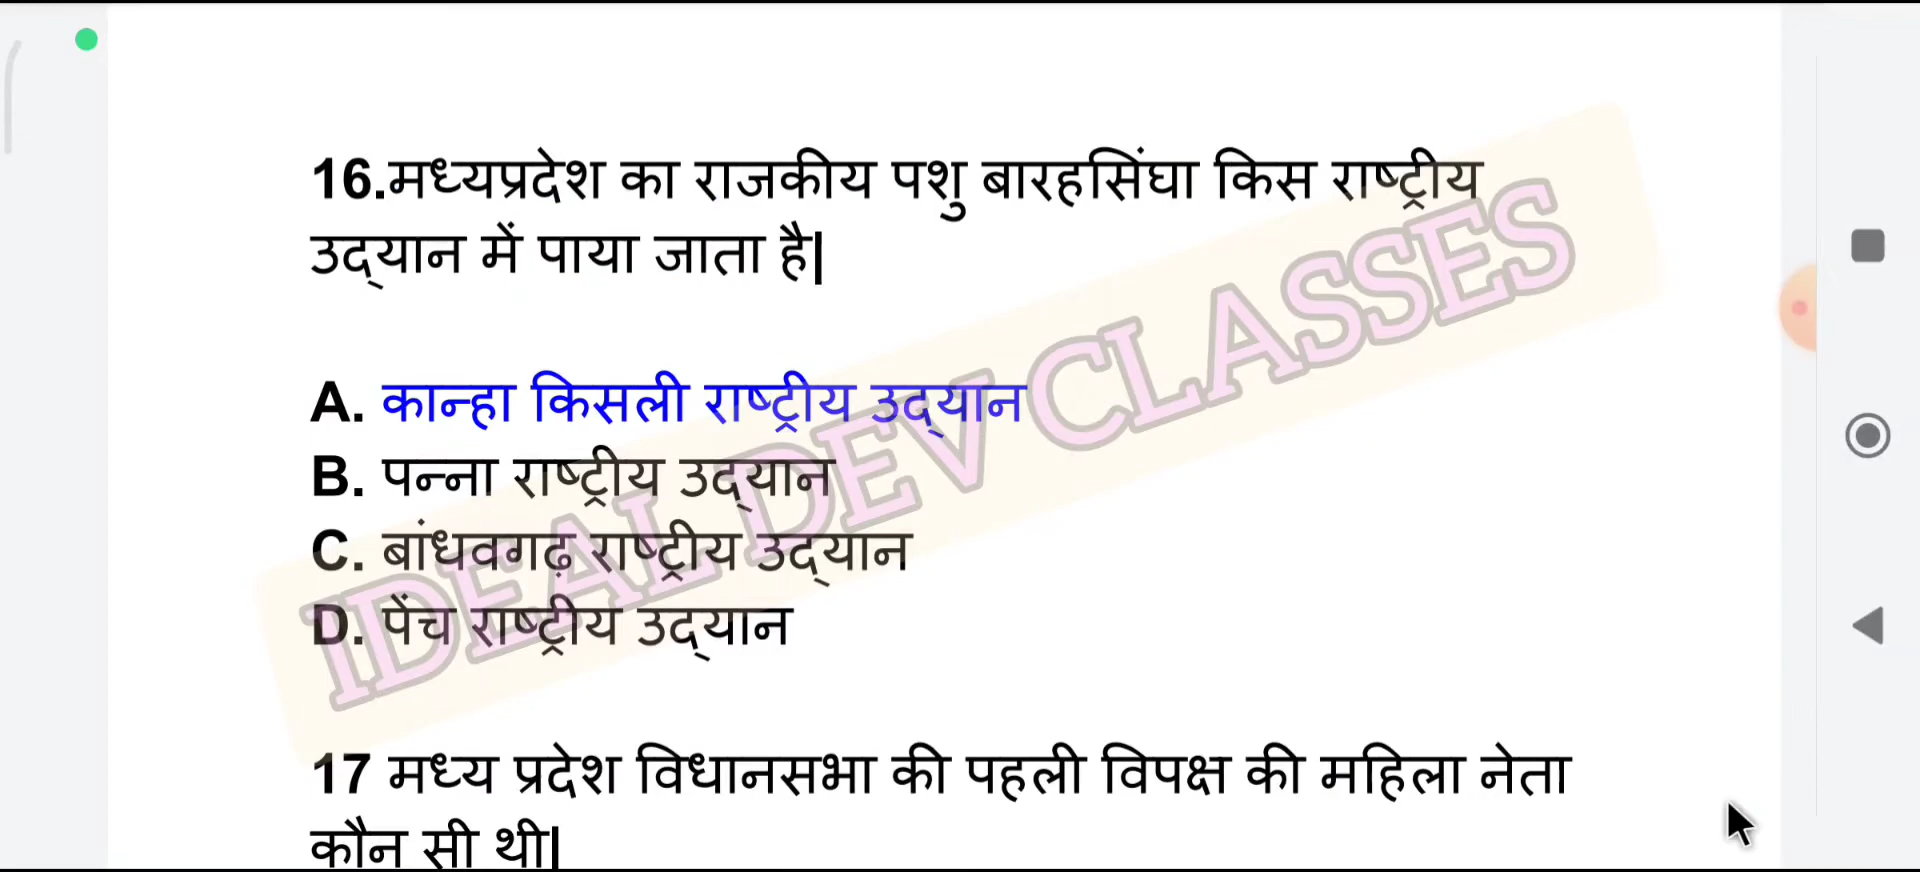 16.मध्यप्रदेश का राजकीय पशु बारहसिंघा किस राष्ट्रीय
उद्यान में पाया जाता है|
A. कान्हा किसली राष्ट्रीय उद्यान
B. पन्ना राष्ट्रीय उद्यान
C. बांधवगढ़ राष्ट्रीय उद्यान
D. पेंच राष्ट्रीय उद्यान
IDEAL DEV CLASSES
17 मध्य प्रदेश विधानसभा की पहली विपक्ष की महिला नेता
कौन सी थी|